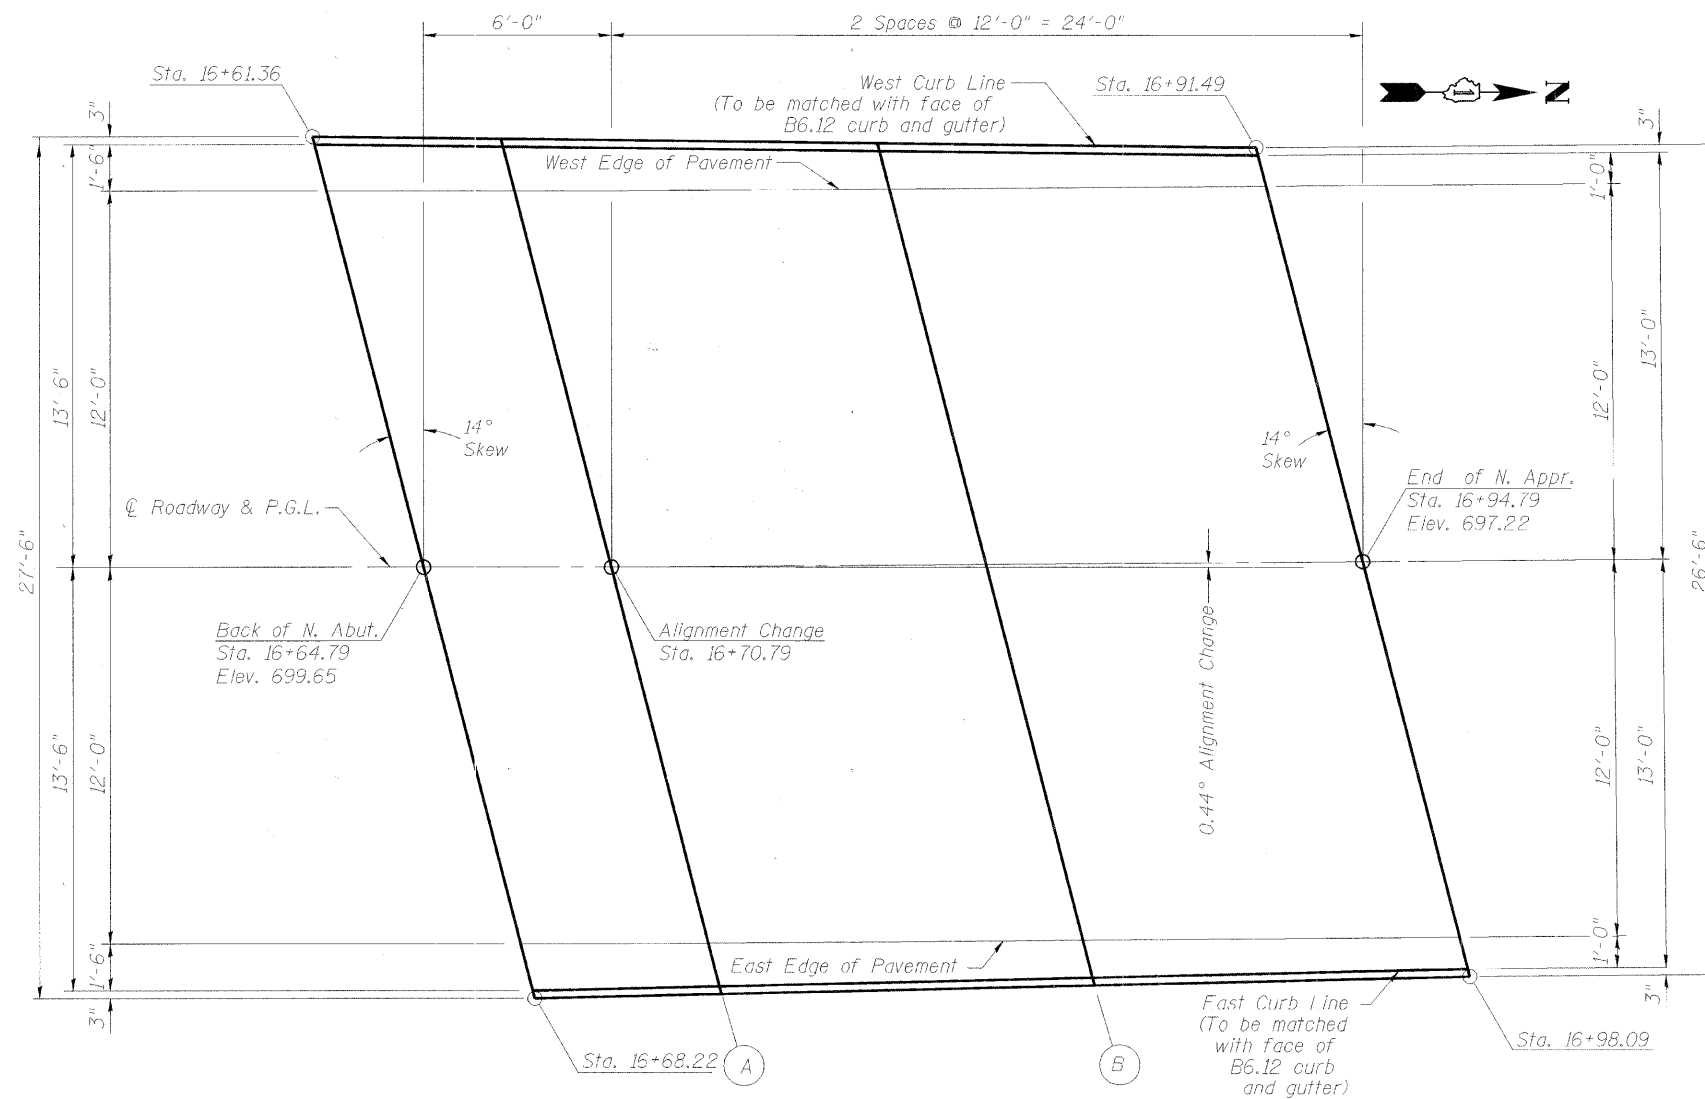 6'-0"
2 Spaces @ 12'-0" = 24'-0"
Sta. 16+61.36
West Curb Line
(To be matched with face of
B6.12 curb and gutter)
Sta. 16+91.49
N
3"
3"
1'-6"
West Edge of Pavement
1'-0"
13'-6"
12'-0"
14°
Skew
14°
Skew
12'-0"
13'-0"
℄ Roadway & P.G.L.
End of N. Appr.
Sta. 16+94.79
Elev. 697.22
27'-6"
26'-6"
Back of N. Abut.
Sta. 16+64.79
Elev. 699.65
Alignment Change
Sta. 16+70.79
0.44° Alignment Change
13'-6"
12'-0"
12'-0"
13'-0"
1'-6"
East Edge of Pavement
1'-0"
3"
3"
East Curb Line
(To be matched
with face of
B6.12 curb
and gutter)
Sta. 16+68.22
A
B
Sta. 16+98.09